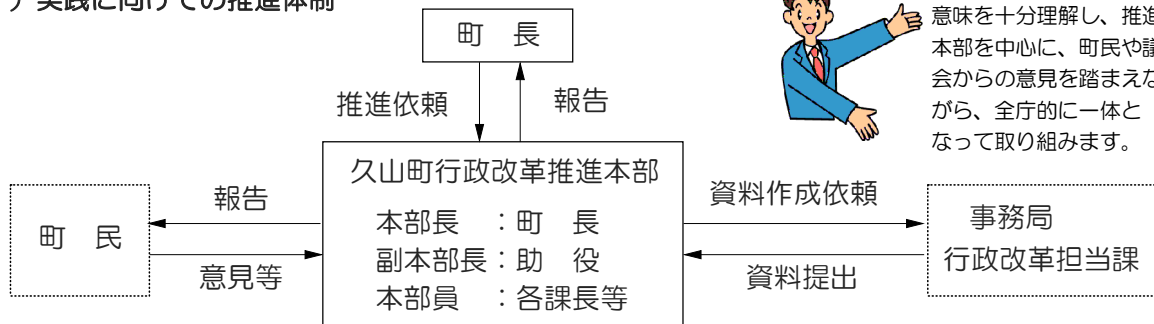 実践に向けての推進体制
意味を十分理解し、推進
本部を中心に、町民や議
会からの意見を踏まえな
がら、全庁的に一体と
なって取り組みます。
町　長
推進依頼
報告
久山町行政改革推進本部
本部長　：町　長
副本部長：助　役
本部員　：各課長等
報告
町　民
意見等
資料作成依頼
資料提出
事務局
行政改革担当課